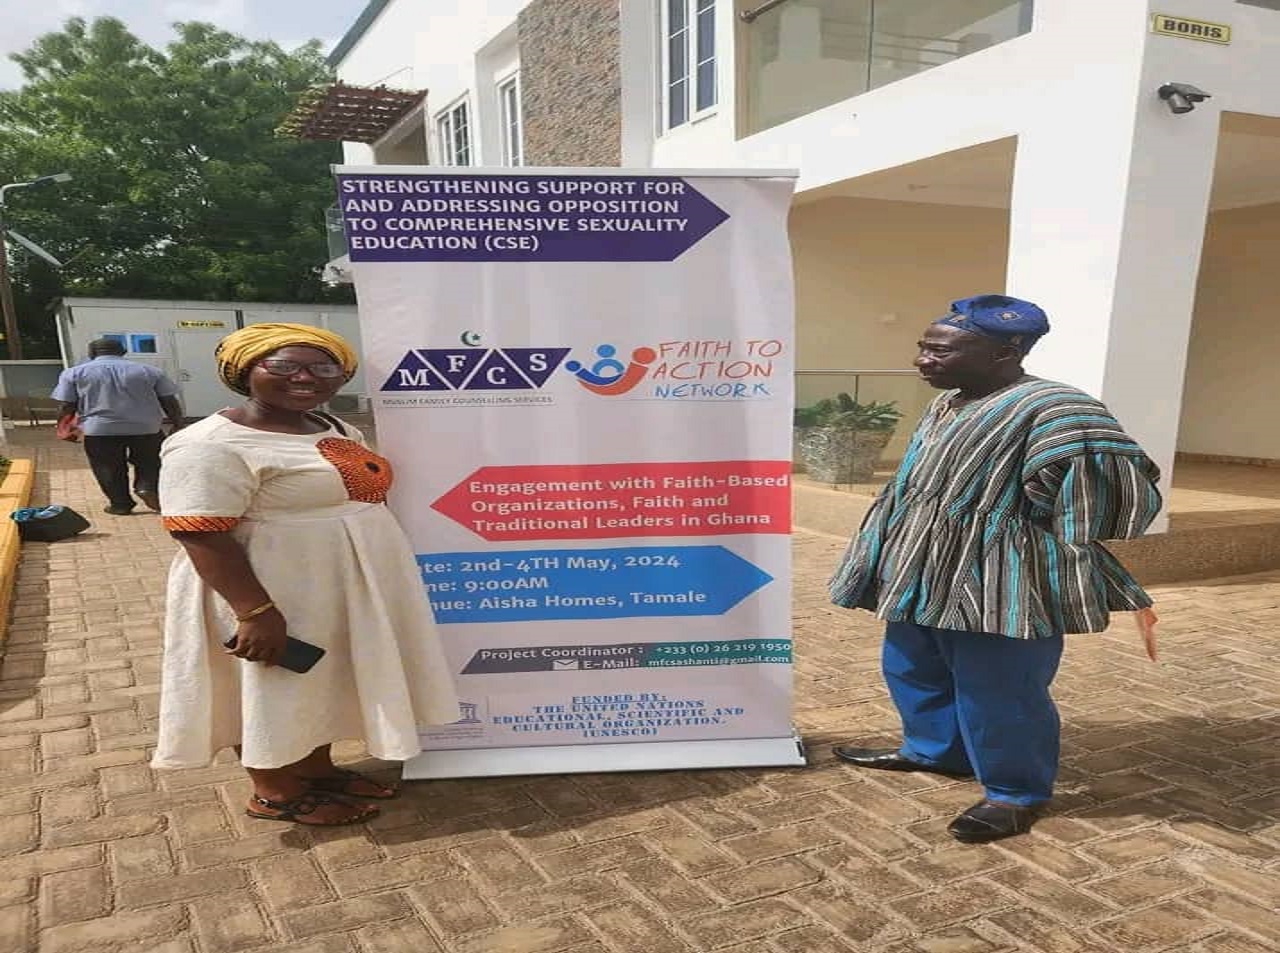 BORIS
STRENGTHENING SUPPORT FOR
AND ADDRESSING OPPOSITION
TO COMPREHENSIVE SEXUALITY
EDUCATION (CSE)
RECEPTION
M F C S
MUSLIM FAMILY COUNSELLING SERVICES
FAITH TO
ACTION
NETWORK
Engagement with Faith-Based
Organizations, Faith and
Traditional Leaders in Ghana
te: 2nd-4TH May, 2024
me: 9:00AM
nue: Aisha Homes, Tamale
Project Coordinator : +233 (0) 26 219 1950
E-Mail: mfcsashanti@gmail.com
FUNDED BY:
THE UNITED NATIONS
EDUCATIONAL, SCIENTIFIC AND
CULTURAL ORGANIZATION.
(UNESCO)